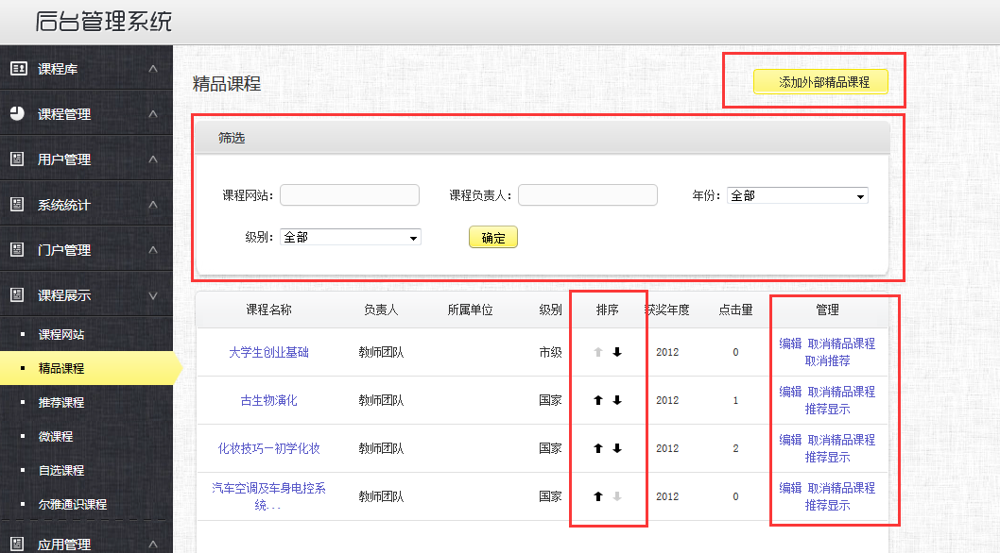 后台管理系统
课程库
课程管理
用户管理
系统统计
门户管理
课程展示
课程网站
精品课程
推荐课程
微课程
自选课程
尔雅通识课程
应用管理
精品课程
添加外部精品课程
筛选
课程网站： 课程负责人： 年份： 全部
级别： 全部 确定
课程名称 负责人 所属单位 级别 排序 获奖年度 点击量 管理
大学生创业基础 教师团队 市级 2012 0 编辑 取消精品课程
取消推荐
古生物演化 教师团队 国家 2012 1 编辑 取消精品课程
推荐显示
化妆技巧—初学化妆 教师团队 国家 2012 2 编辑 取消精品课程
推荐显示
汽车空调及车身电控系 教师团队 国家 2012 0 编辑 取消精品课程
统... 推荐显示